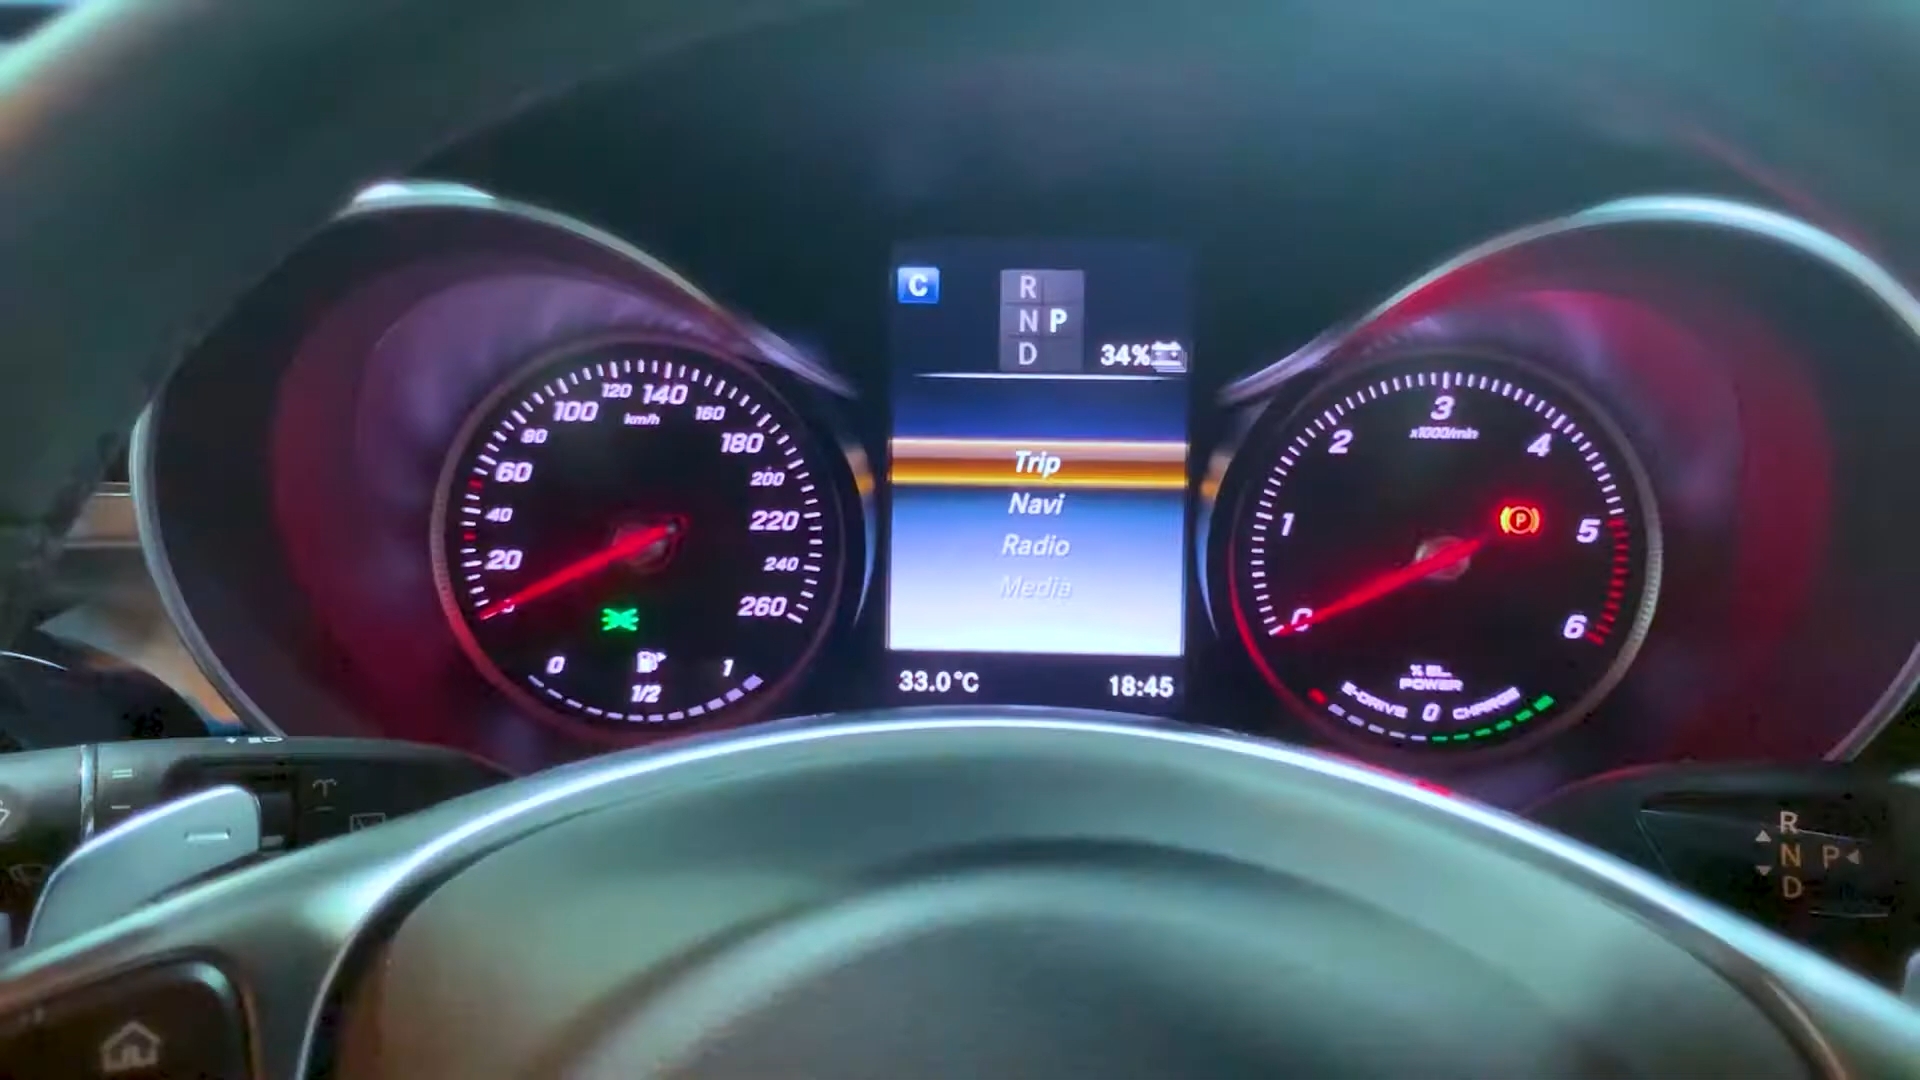 C
R
N P
D
34%
120 140
100 km/h 160
80 180
60 200
40 220
20 240
0 260
0 1
1/2
Trip
Navi
Radio
Media
33.0°C 18:45
3
2 x1000/min 4
1 P 5
0 6
% EL.
POWER
E-DRIVE 0 CHARGE
R
N P
D